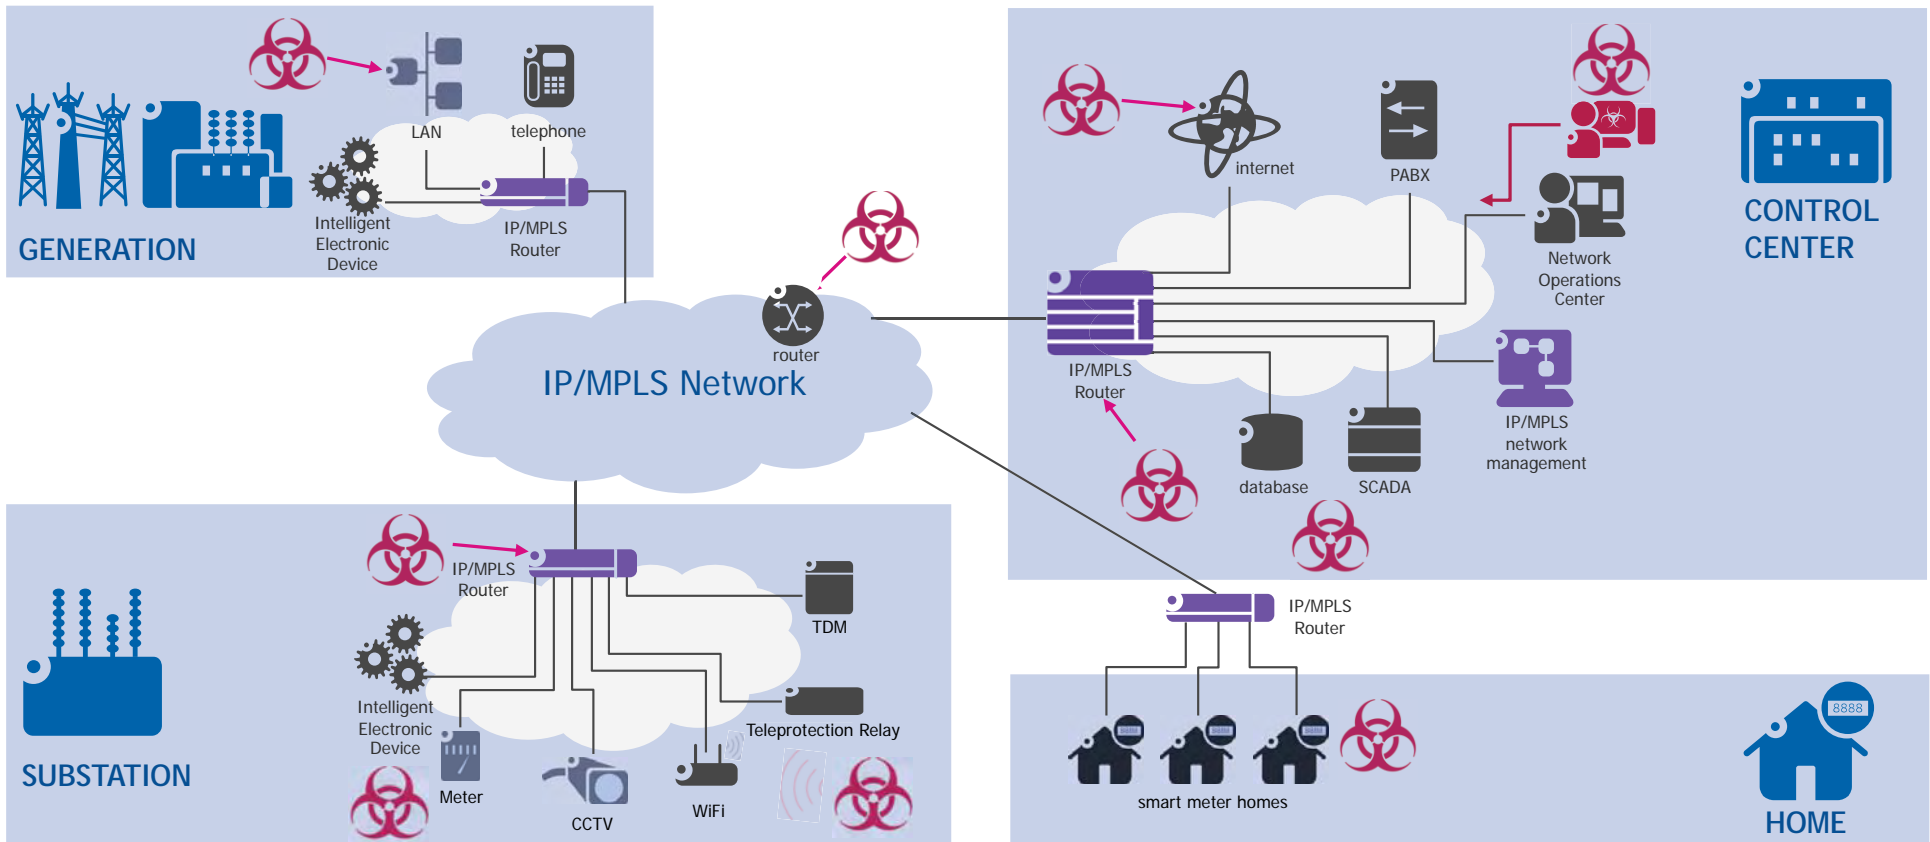 LAN
telephone
Intelligent
Electronic
Device
IP/MPLS
Router
GENERATION
internet
PABX
Network
Operations
Center
CONTROL
CENTER
IP/MPLS
Router
IP/MPLS
network
management
database
SCADA
router
IP/MPLS Network
IP/MPLS
Router
TDM
Intelligent
Electronic
Device
Teleprotection Relay
Meter
CCTV
WiFi
SUBSTATION
IP/MPLS
Router
smart meter homes
8888
HOME